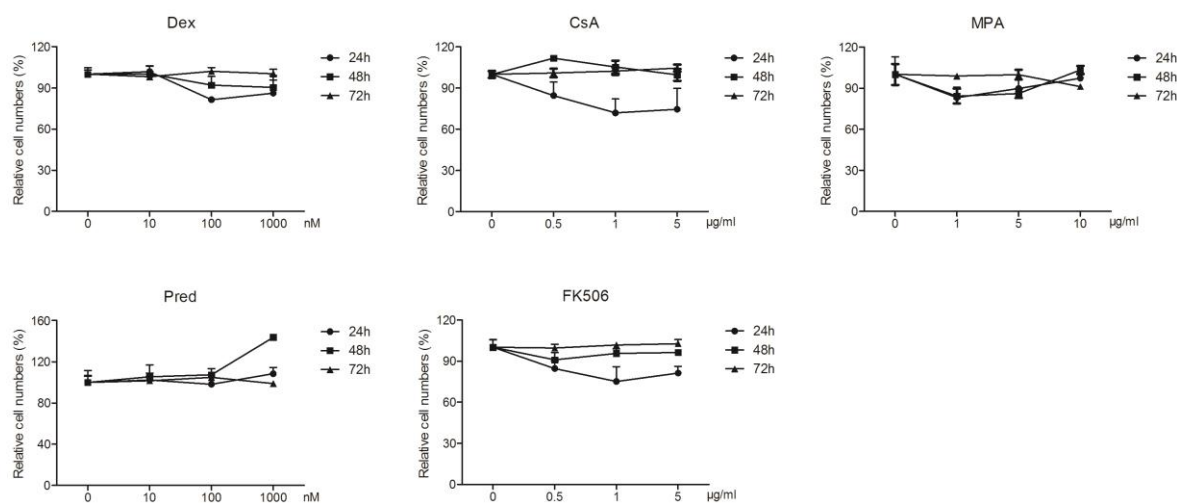 Dex
Relative cell numbers (%)
120
90
60
30
0
0 10 100 1000 nM
24h
48h
72h
CsA
Relative cell numbers (%)
120
90
60
30
0
0 0.5 1 5 µg/ml
24h
48h
72h
MPA
Relative cell numbers (%)
120
90
60
30
0
0 1 5 10 µg/ml
24h
48h
72h
Pred
Relative cell numbers (%)
160
120
80
40
0
0 10 100 1000 nM
24h
48h
72h
FK506
Relative cell numbers (%)
120
90
60
30
0
0 0.5 1 5 µg/ml
24h
48h
72h